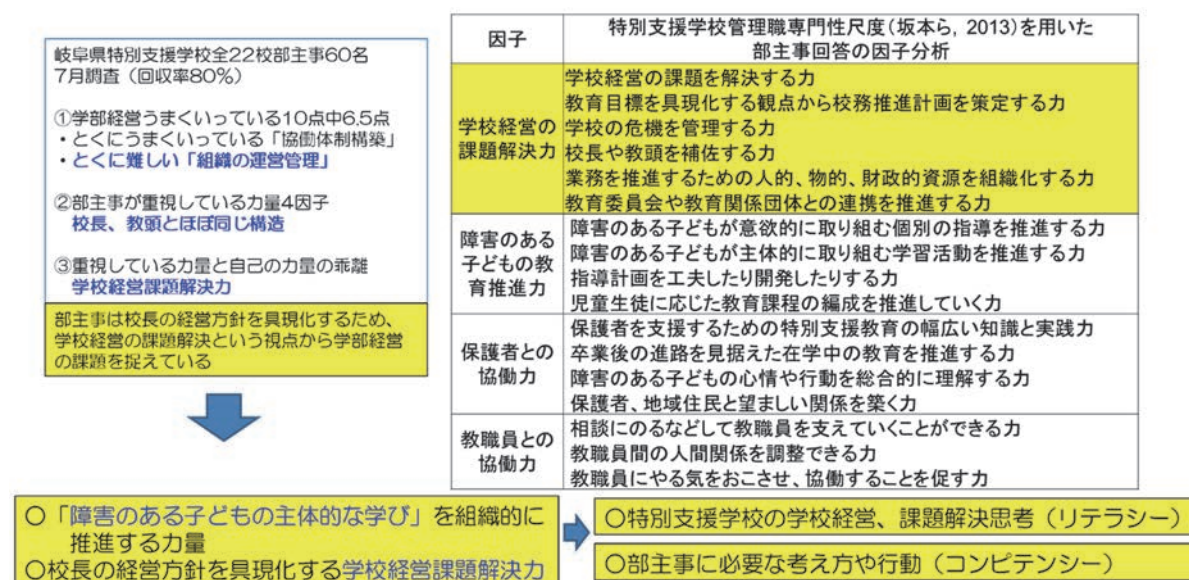 岐阜県特別支援学校全22校部主事60名
7月調査（回収率80％）
①学部経営うまくいっている10点中6.5点
・とくにうまくいっている「協働体制構築」
・とくに難しい「組織の運営管理」
②部主事が重視している力量4因子
校長、教頭とほぼ同じ構造
③重視している力量と自己の力量の乖離
学校経営課題解決力
部主事は校長の経営方針を具現化するため、
学校経営の課題解決という視点から学部経営
の課題を捉えている
因子
特別支援学校管理職専門性尺度(坂本ら, 2013)を用いた
部主事回答の因子分析
学校経営の
課題解決力
学校経営の課題を解決する力
教育目標を具現化する観点から校務推進計画を策定する力
学校の危機を管理する力
校長や教頭を補佐する力
業務を推進するための人的、物的、財政的資源を組織化する力
教育委員会や教育関係団体との連携を推進する力
障害のある
子どもの教
育推進力
障害のある子どもが意欲的に取り組む個別の指導を推進する力
障害のある子どもが主体的に取り組む学習活動を推進する力
指導計画を工夫したり開発したりする力
児童生徒に応じた教育課程の編成を推進していく力
保護者との
協働力
保護者を支援するための特別支援教育の幅広い知識と実践力
卒業後の進路を見据えた在学中の教育を推進する力
障害のある子どもの心情や行動を総合的に理解する力
保護者、地域住民と望ましい関係を築く力
教職員との
協働力
相談にのるなどして教職員を支えていくことができる力
教職員間の人間関係を調整できる力
教職員にやる気をおこさせ、協働することを促す力
〇「障害のある子どもの主体的な学び」を組織的に
推進する力量
〇校長の経営方針を具現化する学校経営課題解決力
〇特別支援学校の学校経営、課題解決思考（リテラシー）
〇部主事に必要な考え方や行動（コンピテンシー）